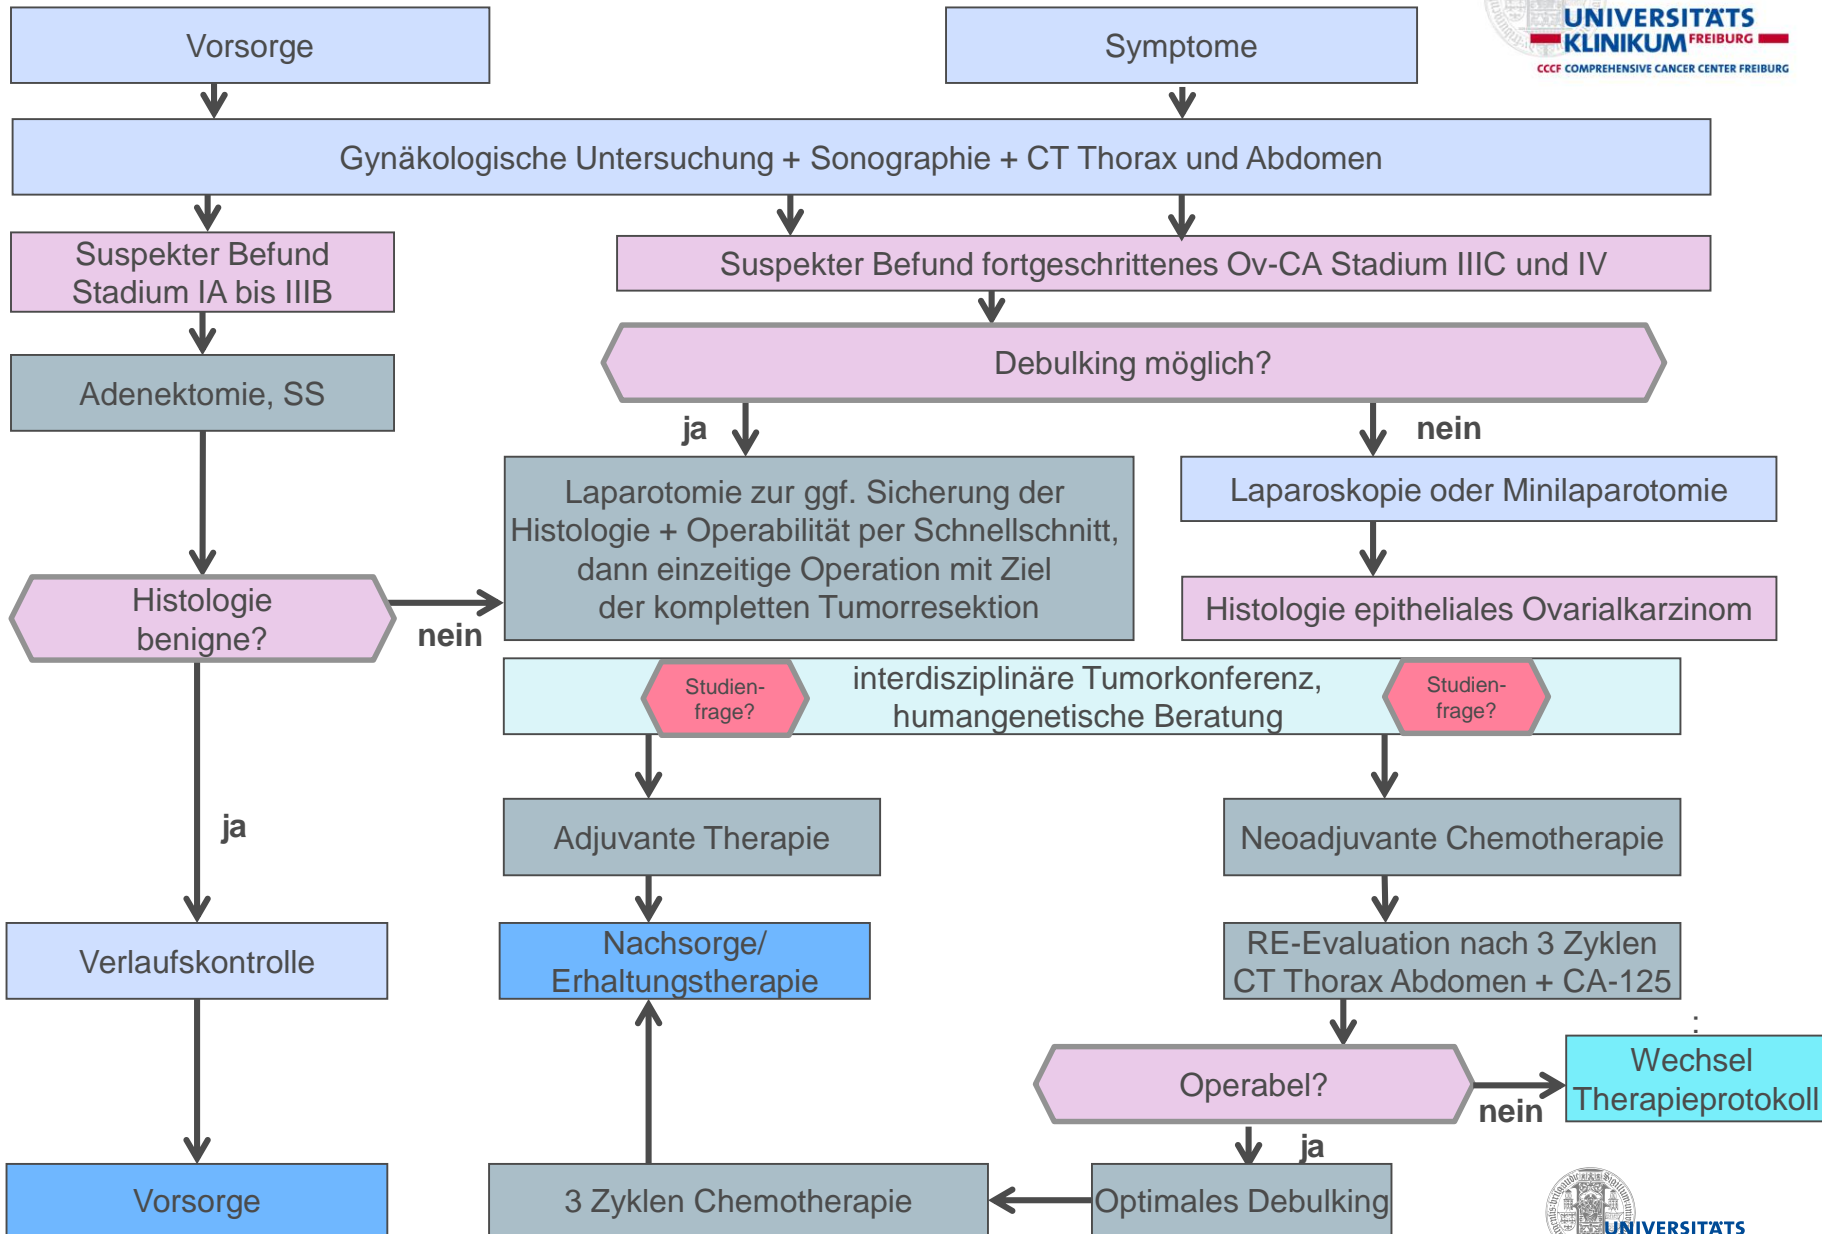 UNIVERSITÄTS
KLINIKUM FREIBURG
CCCF COMPREHENSIVE CANCER CENTER FREIBURG
Vorsorge
Symptome
Gynäkologische Untersuchung + Sonographie + CT Thorax und Abdomen
Suspekter Befund
Stadium IA bis IIIB
Suspekter Befund fortgeschrittenes Ov-CA Stadium IIIC und IV
Adenektomie, SS
Debulking möglich?
ja
nein
Laparotomie zur ggf. Sicherung der
Histologie + Operabilität per Schnellschnitt,
dann einzeitige Operation mit Ziel
der kompletten Tumorresektion
Laparoskopie oder Minilaparotomie
Histologie
benigne?
nein
Histologie epitheliales Ovarialkarzinom
Studien-
frage?
interdisziplinäre Tumorkonferenz,
humangenetische Beratung
Studien-
frage?
ja
Adjuvante Therapie
Neoadjuvante Chemotherapie
Verlaufskontrolle
Nachsorge/
Erhaltungstherapie
RE-Evaluation nach 3 Zyklen
CT Thorax Abdomen + CA-125
:
Operabel?
nein
Wechsel
Therapieprotokoll
ja
Vorsorge
3 Zyklen Chemotherapie
Optimales Debulking
UNIVERSITÄTS